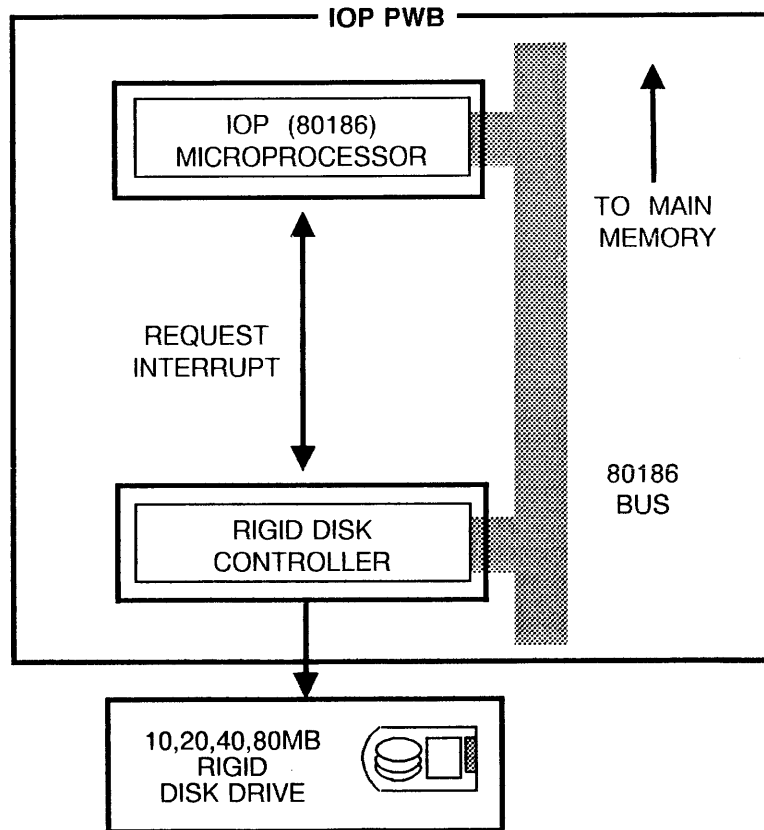 IOP PWB
IOP (80186)
MICROPROCESSOR
TO MAIN
MEMORY
REQUEST
INTERRUPT
80186
BUS
RIGID DISK
CONTROLLER
10,20,40,80MB
RIGID
DISK DRIVE